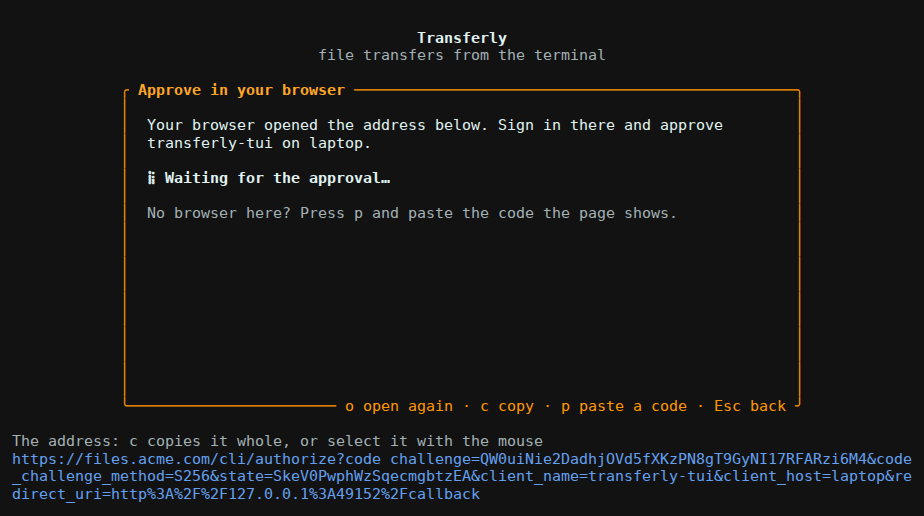 Transferly
file transfers from the terminal
Approve in your browser
Your browser opened the address below. Sign in there and approve
transferly-tui on laptop.
Waiting for the approval…
No browser here? Press p and paste the code the page shows.
o open again · c copy · p paste a code · Esc back
The address: c copies it whole, or select it with the mouse
https://files.acme.com/cli/authorize?code_challenge=QW0uiNie2DadhjOVd5fXKzPN8gT9GyNI17RFARzi6M4&code
_challenge_method=S256&state=SkeV0PwphWzSqecmgbtzEA&client_name=transferly-tui&client_host=laptop&re
direct_uri=http%3A%2F%2F127.0.0.1%3A49152%2Fcallback